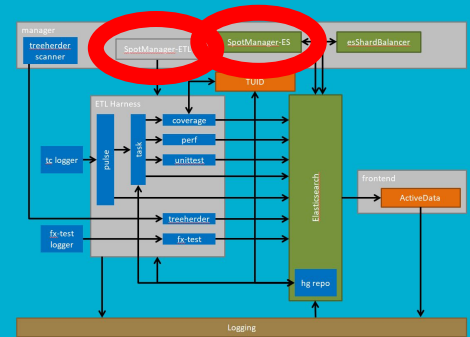 manager
treeherder
scanner
SpotManager-ETL
SpotManager-ES
esShardBalancer
TUID
ETL Harness
coverage
perf
unittest
pulse
task
tc logger
treeherder
fx-test
logger
fx-test
Elasticsearch
hg repo
frontend
ActiveData
Logging